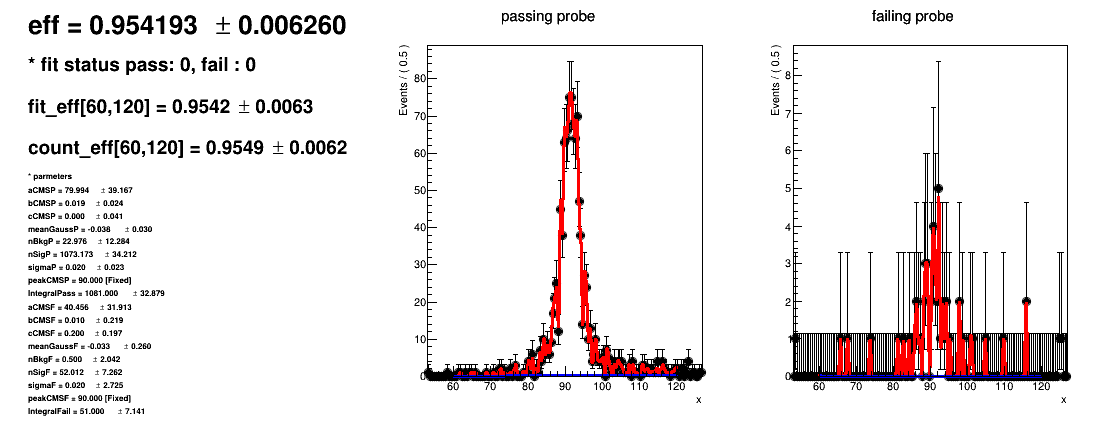 eff = 0.954193 ± 0.006260
* fit status pass: 0, fail : 0
fit_eff[60,120] = 0.9542 ± 0.0063
count_eff[60,120] = 0.9549 ± 0.0062
* parmeters
aCMSP = 79.994 ± 39.167
bCMSP = 0.019 ± 0.024
cCMSP = 0.000 ± 0.041
meanGaussP = -0.038 ± 0.030
nBkgP = 22.976 ± 12.284
nSigP = 1073.173 ± 34.212
sigmaP = 0.020 ± 0.023
peakCMSP = 90.000 [Fixed]
IntegralPass = 1081.000 ± 32.879
aCMSF = 40.456 ± 31.913
bCMSF = 0.010 ± 0.219
cCMSF = 0.200 ± 0.197
meanGaussF = -0.033 ± 0.260
nBkgF = 0.500 ± 2.042
nSigF = 52.012 ± 7.262
sigmaF = 0.020 ± 2.725
peakCMSF = 90.000 [Fixed]
IntegralFail = 51.000 ± 7.141
passing probe
Events / ( 0.5 )
80
70
60
50
40
30
20
10
0
60 70 80 90 100 110 120
x
failing probe
Events / ( 0.5 )
8
7
6
5
4
3
2
1
0
60 70 80 90 100 110 120
x